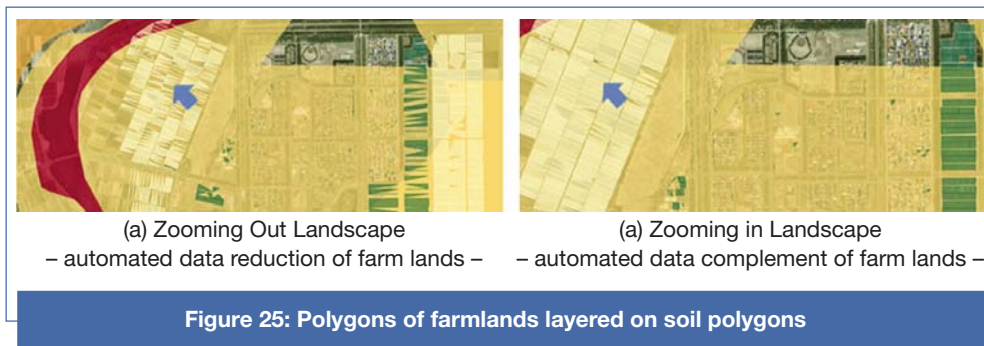 (a) Zooming Out Landscape
– automated data reduction of farm lands –
(a) Zooming in Landscape
– automated data complement of farm lands –
Figure 25: Polygons of farmlands layered on soil polygons